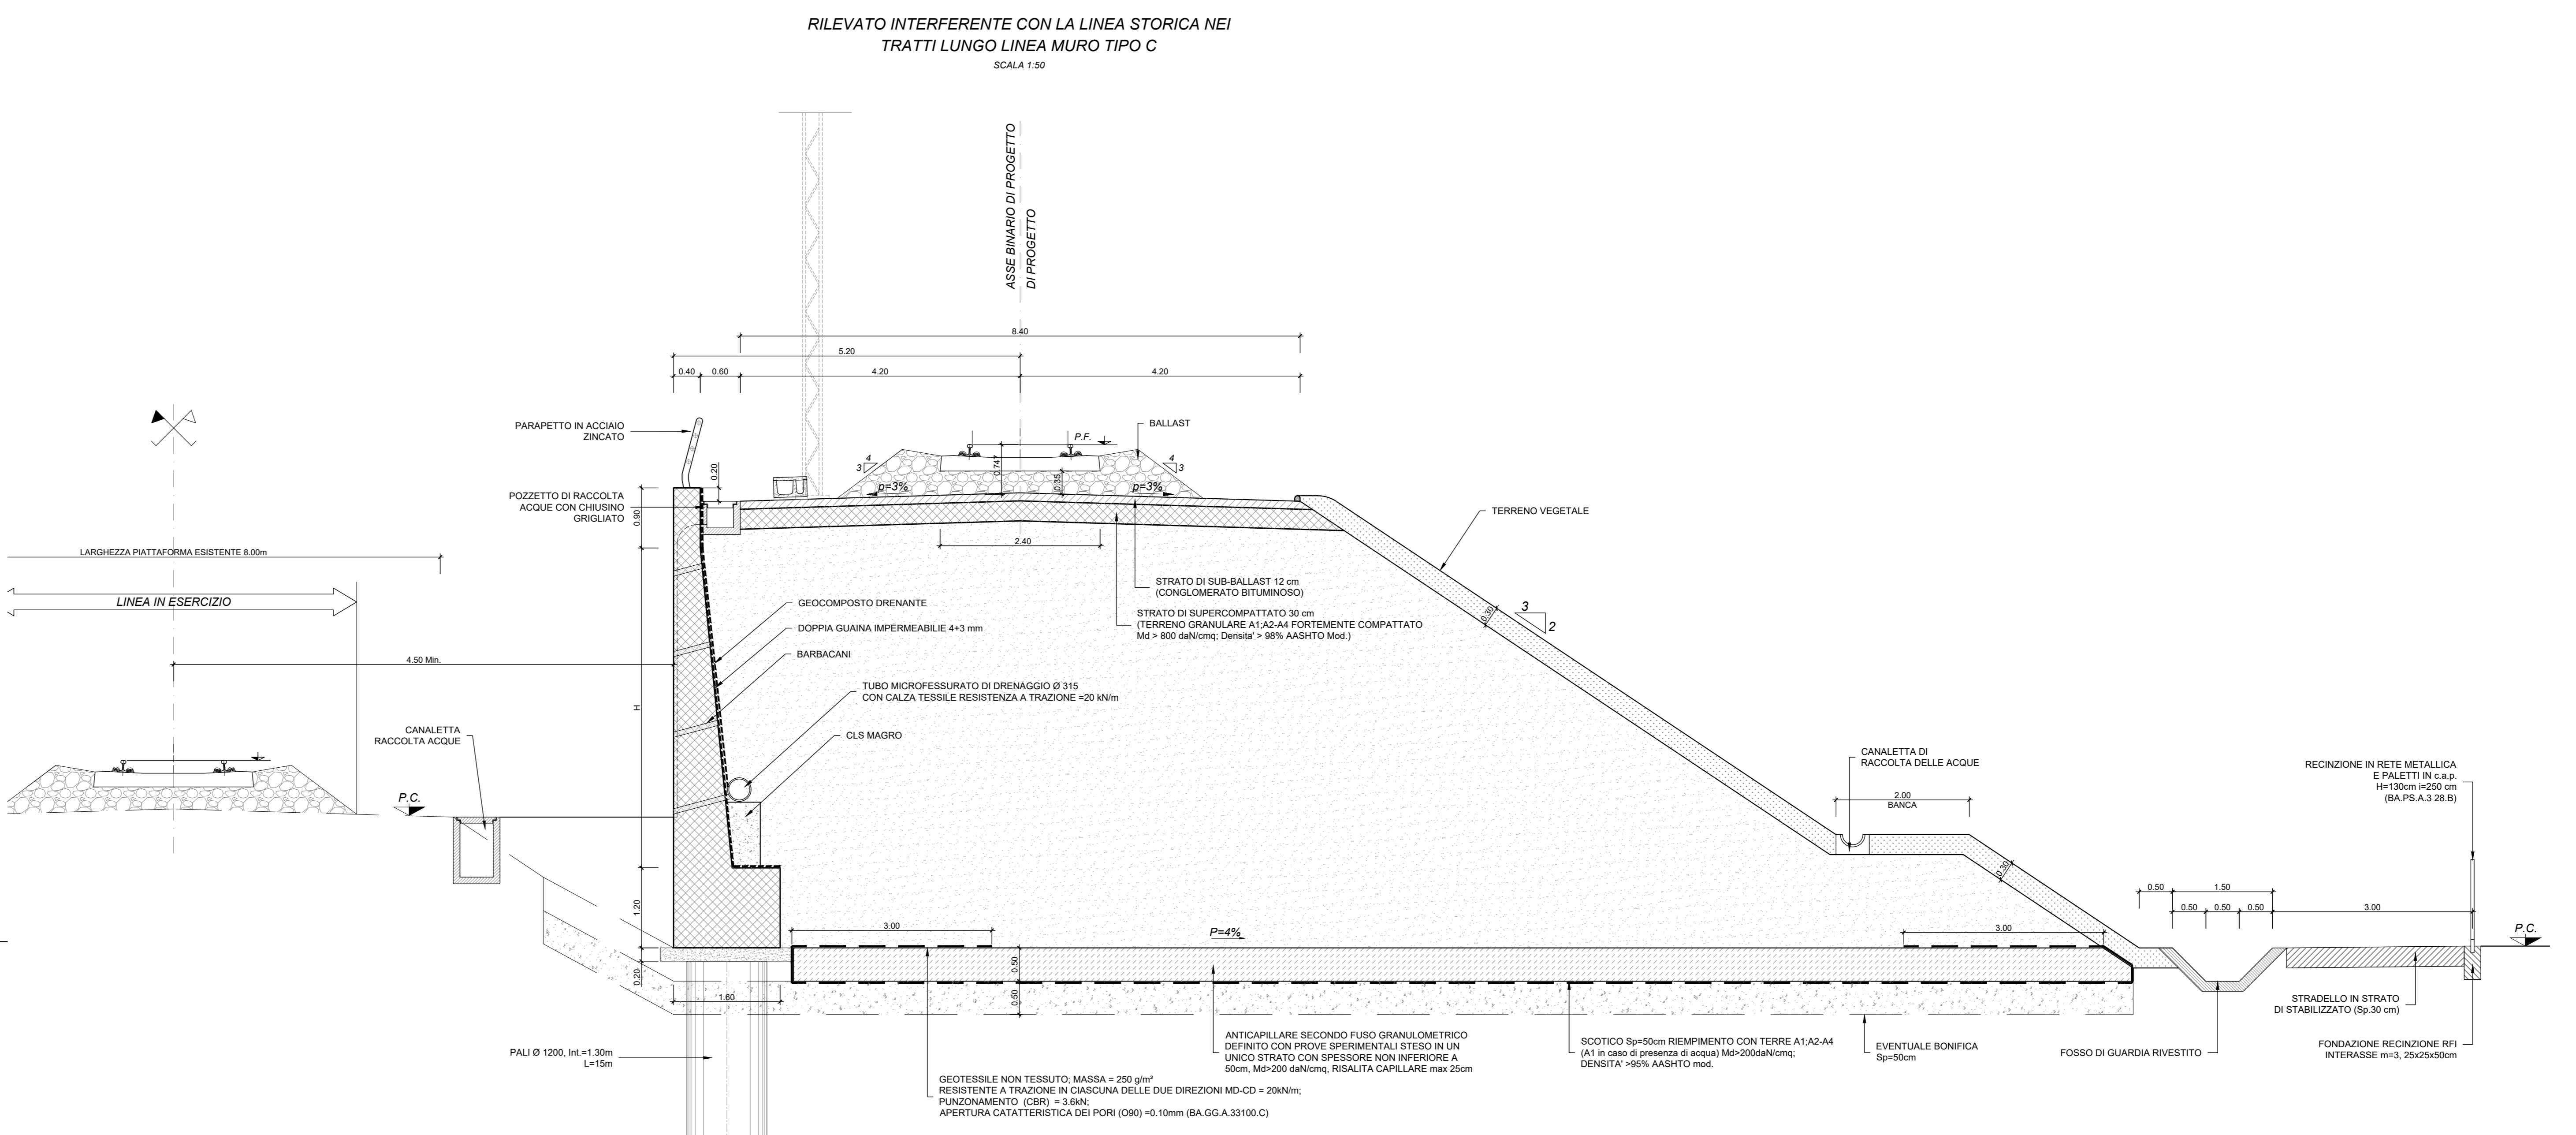 RILEVATO INTERFERENTE CON LA LINEA STORICA NEI
TRATTI LUNGO LINEA MURO TIPO C
SCALA 1:50
ASSE BINARIO DI PROGETTO
DI PROGETTO
8.40
5.20
0.40
0.60
4.20
4.20
PARAPETTO IN ACCIAIO
ZINCATO
0.20
P.F.
BALLAST
4
3
4
3
0.747
0.35
p=3%
p=3%
POZZETTO DI RACCOLTA
ACQUE CON CHIUSINO
GRIGLIATO
0.90
TERRENO VEGETALE
2.40
LARGHEZZA PIATTAFORMA ESISTENTE 8.00m
LINEA IN ESERCIZIO
STRATO DI SUB-BALLAST 12 cm
(CONGLOMERATO BITUMINOSO)
STRATO DI SUPERCOMPATTATO 30 cm
(TERRENO GRANULARE A1;A2-A4 FORTEMENTE COMPATTATO
Md > 800 daN/cmq; Densita' > 98% AASHTO Mod.)
0.30
3
2
GEOCOMPOSTO DRENANTE
DOPPIA GUAINA IMPERMEABILIE 4+3 mm
BARBACANI
4.50 Min.
TUBO MICROFESSURATO DI DRENAGGIO Ø 315
CON CALZA TESSILE RESISTENZA A TRAZIONE =20 kN/m
H
CLS MAGRO
CANALETTA
RACCOLTA ACQUE
P.C.
CANALETTA DI
RACCOLTA DELLE ACQUE
2.00
BANCA
RECINZIONE IN RETE METALLICA
E PALETTI IN c.a.p.
H=130cm i=250 cm
(BA.PS.A.3 28.B)
0.30
1.20
0.50
1.50
0.50
0.50
0.50
3.00
3.00
P=4%
3.00
P.C.
0.20
0.50
0.50
1.60
STRADELLO IN STRATO
DI STABILIZZATO (Sp.30 cm)
PALI Ø 1200, Int.=1.30m
L=15m
ANTICAPILLARE SECONDO FUSO GRANULOMETRICO
DEFINITO CON PROVE SPERIMENTALI STESO IN UN
UNICO STRATO CON SPESSORE NON INFERIORE A
50cm, Md>200 daN/cmq, RISALITA CAPILLARE max 25cm
SCOTICO Sp=50cm RIEMPIMENTO CON TERRE A1;A2-A4
(A1 in caso di presenza di acqua) Md>200daN/cmq;
DENSITA' >95% AASHTO mod.
EVENTUALE BONIFICA
Sp=50cm
FOSSO DI GUARDIA RIVESTITO
FONDAZIONE RECINZIONE RFI
INTERASSE m=3, 25x25x50cm
GEOTESSILE NON TESSUTO; MASSA = 250 g/m²
RESISTENTE A TRAZIONE IN CIASCUNA DELLE DUE DIREZIONI MD-CD = 20kN/m;
PUNZONAMENTO (CBR) = 3.6kN;
APERTURA CATATTERISTICA DEI PORI (O90) =0.10mm (BA.GG.A.33100.C)